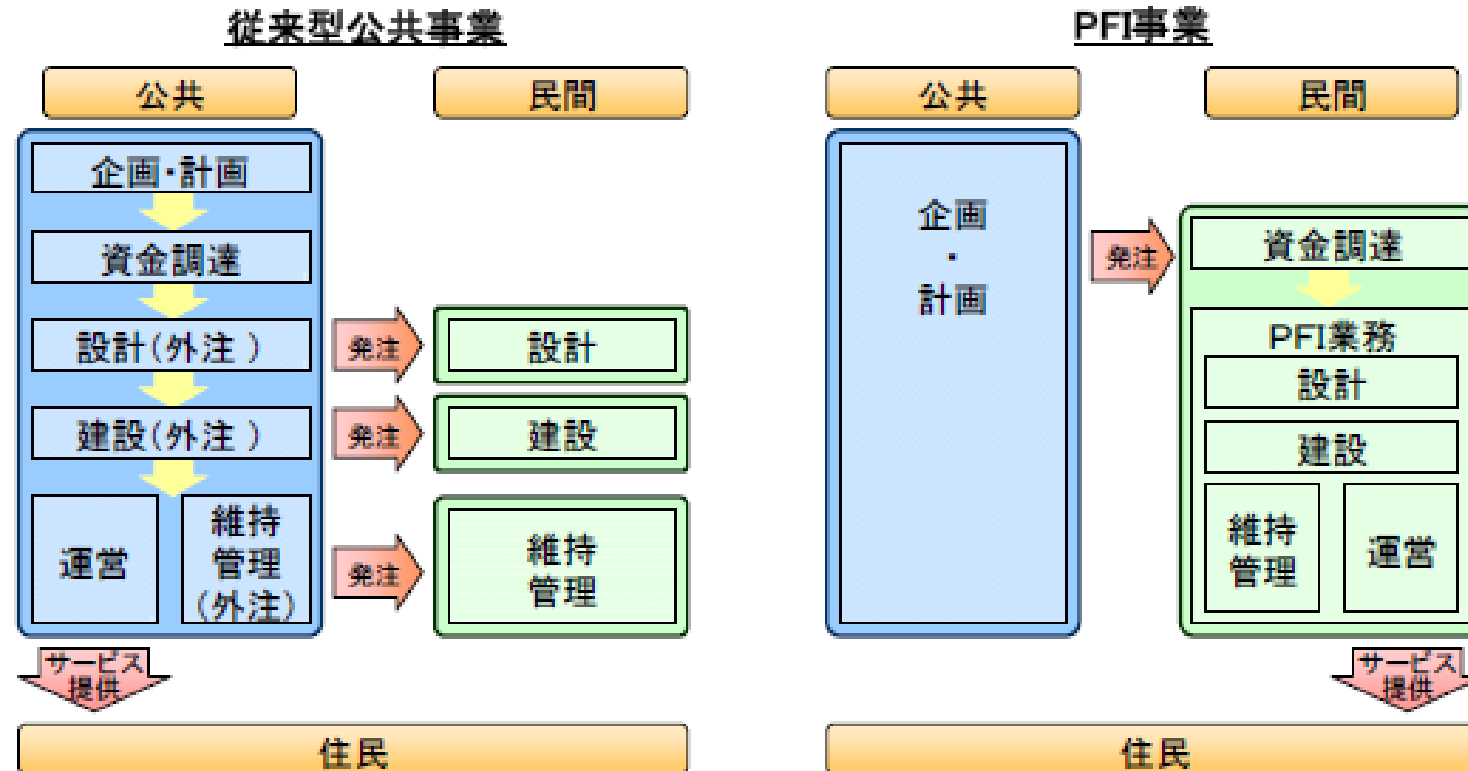 従来型公共事業
公共
民間
企画・計画
資金調達
設計(外注)
発注
設計
建設(外注)
発注
建設
運営
維持
管理
(外注)
発注
維持
管理
サービス
提供
住民
PFI事業
公共
民間
企画
・
計画
発注
資金調達
PFI業務
設計
建設
維持
管理
運営
サービス
提供
住民